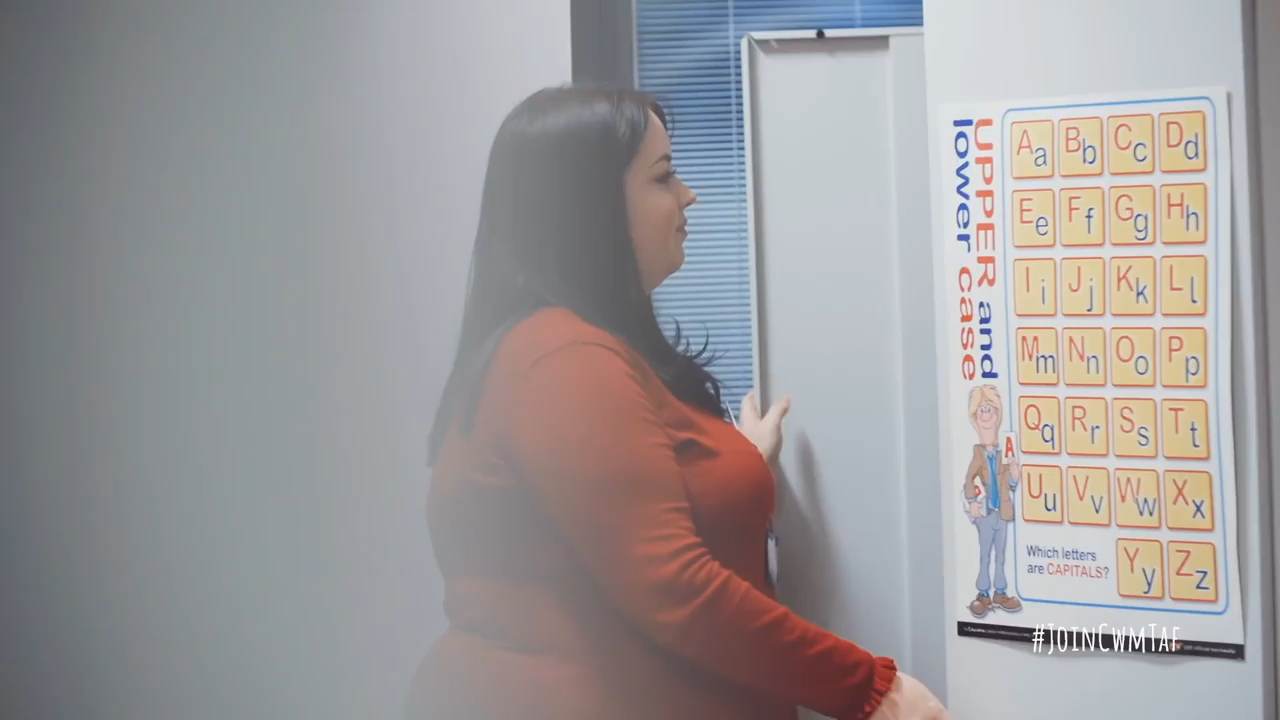 UPPER and
lower case
Aa Bb Cc Dd
Ee Ff Gg Hh
Ii Jj Kk Ll
Mm Nn Oo Pp
Qq Rr Ss Tt
Uu Vv Ww Xx
Which letters
are CAPITALS?
Yy Zz
A
#JOINCWMTAF